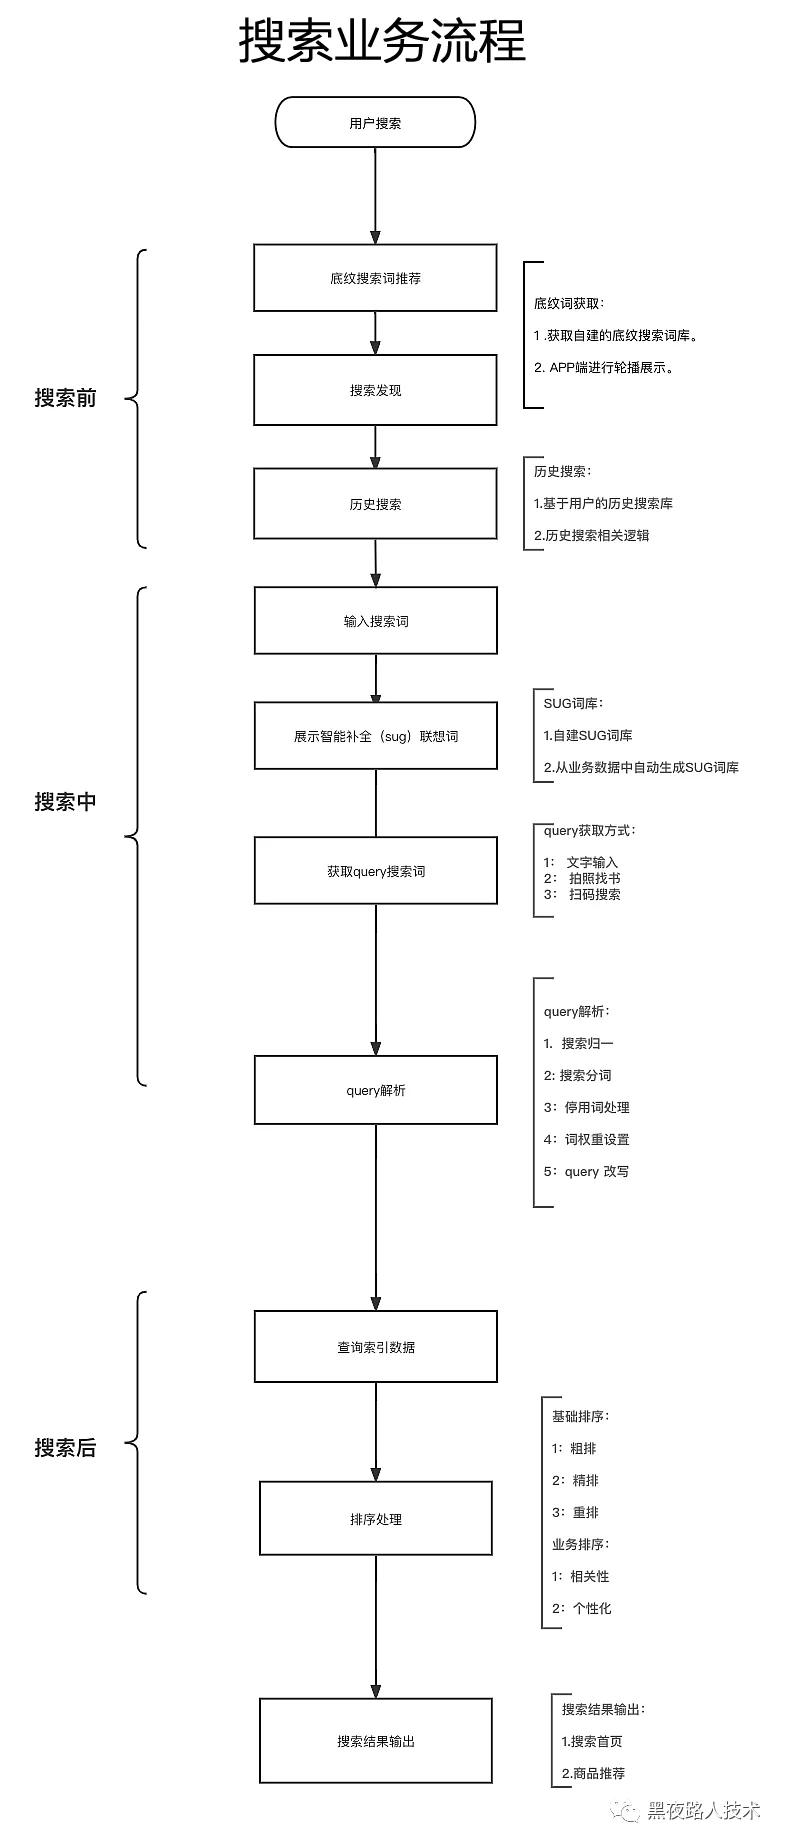 搜索业务流程
用户搜索
搜索前
底纹搜索词推荐
底纹词获取：
1 .获取自建的底纹搜索词库。
2. APP端进行轮播展示。
搜索发现
历史搜索
历史搜索：
1.基于用户的历史搜索库
2.历史搜索相关逻辑
搜索中
输入搜索词
展示智能补全（sug）联想词
SUG词库：
1.自建SUG词库
2.从业务数据中自动生成SUG词库
获取query搜索词
query获取方式：
1： 文字输入
2： 拍照找书
3： 扫码搜索
query解析
query解析：
1. 搜索归一
2: 搜索分词
3：停用词处理
4：词权重设置
5：query 改写
搜索后
查询索引数据
排序处理
基础排序：
1：粗排
2：精排
3：重排
业务排序：
1：相关性
2：个性化
搜索结果输出
搜索结果输出：
1.搜索首页
2.商品推荐
黑夜路人技术